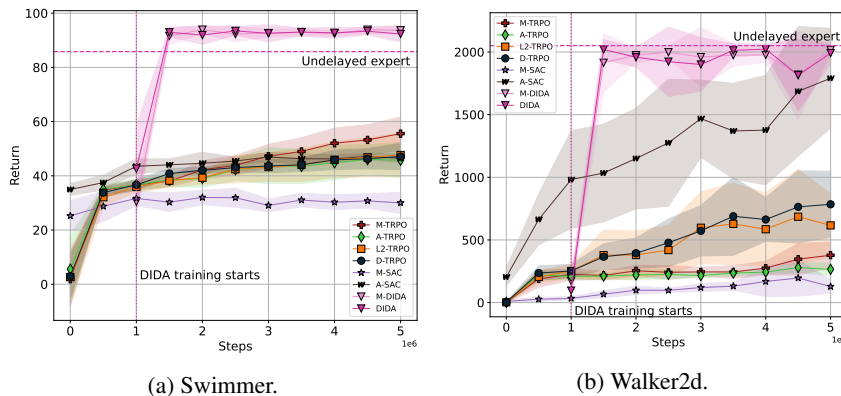 100
80
60
40
20
0
Return
Undelayed expert
DIDA training starts
M-TRPO
A-TRPO
L2-TRPO
D-TRPO
M-SAC
A-SAC
M-DIDA
DIDA
0 1 2 3 4 5
1e6
Steps
(a) Swimmer.
2000
1500
1000
500
0
Return
M-TRPO
A-TRPO
L2-TRPO
D-TRPO
M-SAC
A-SAC
M-DIDA
DIDA
Undelayed expert
DIDA training starts
0 1 2 3 4 5
Steps
(b) Walker2d.